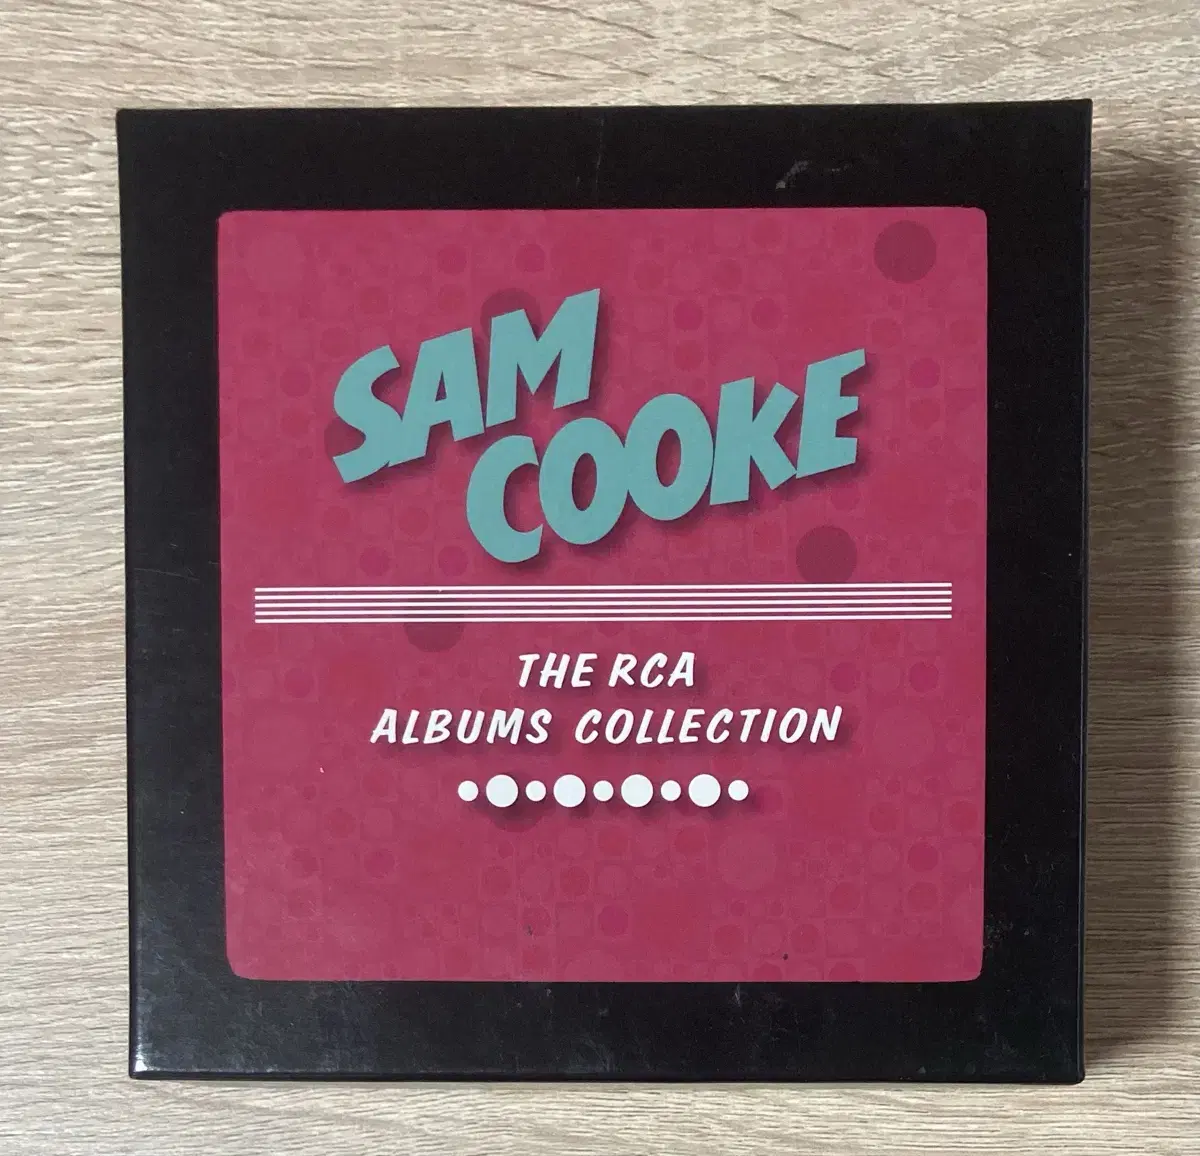 SAM
COOKE
THE RCA
ALBUMS COLLECTION